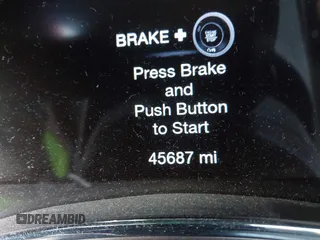 BRAKE +
Press Brake
and
Push Button
to Start
45687 mi
DREAMBID